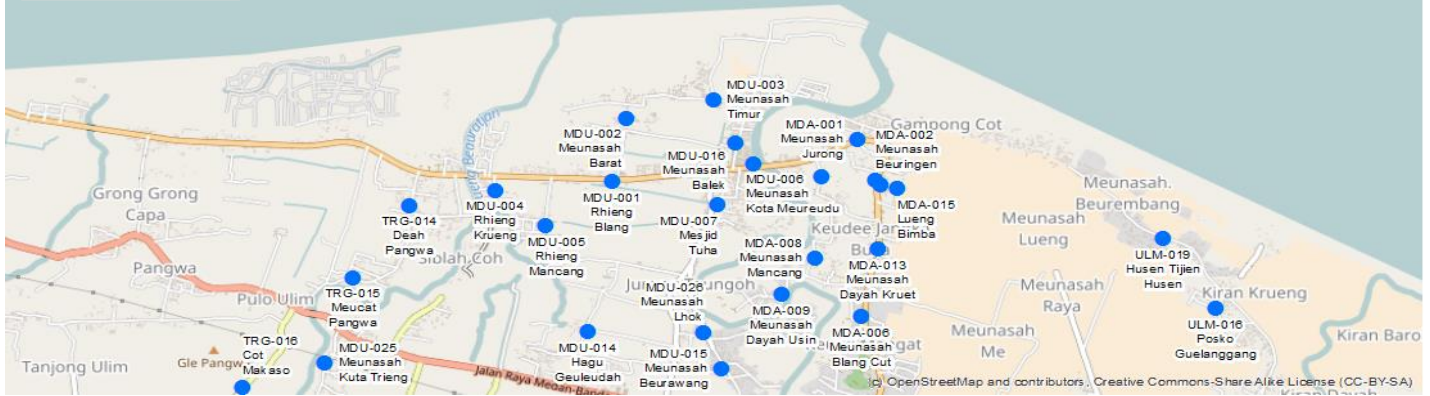 MDU-003
Meunasah
Timur
MDU-002
Meunasah
Barat
MDA-001
Meunasah
Jurong
Gampong Cot
MDA-002
Meunasah
Beuringen
MDU-016
Meunasah
Balek
MDU-006
Meunasah
Kota Meureudu
MDU-001
Rhieng
Blang
MDU-004
Rhieng
Krueng
Grong Grong
Capa
TRG-014
Deah
Pangwa
MDU-005
Rhieng
Mancang
MDU-007
Mesjid
Tuha
MDA-015
Lueng
Bimba
Meunasah.
Beurembang
Meunasah
Lueng
Siblah Coh
Pangwa
Pulo Ulim
MDA-008
Meunasah
Mancang
MDA-013
Meunasah
Dayah Kruet
ULM-019
Husen Tijien
Husen
TRG-015
Meucat
Pangwa
MDU-026
Meunasah
Lhok
MDA-009
Meunasah
Dayah Usin
Meunasah
Raya
Kiran Krueng
ULM-016
Posko
Guelanggang
MDA-006
Meunasah
Blang Cut
Meunasah
Me
Kiran Baro
TRG-016
Cot
Makaso
Gle Pangw
Tanjong Ulim
MDU-025
Meunasah
Kuta Trieng
MDU-014
Hagu
Geuleudah
MDU-015
Meunasah
Beurawang
Jalan Raya Medan-Band
(c) OpenStreetMap and contributors, Creative Commons-Share Alike License (CC-BY-SA)
Kiran Dayah